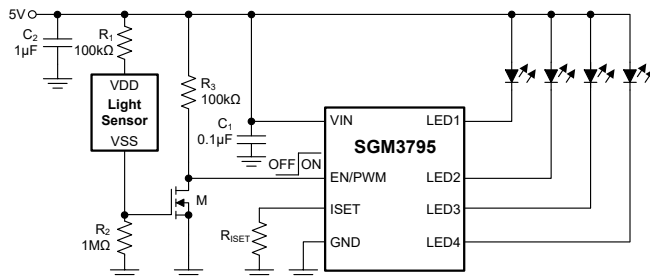 5V
C2
1µF
R1
100kΩ
VDD
Light
Sensor
VSS
R2
1MΩ
R3
100kΩ
M
C1
0.1µF
OFF
ON
RISET
SGM3795
VIN
EN/PWM
ISET
GND
LED1
LED2
LED3
LED4